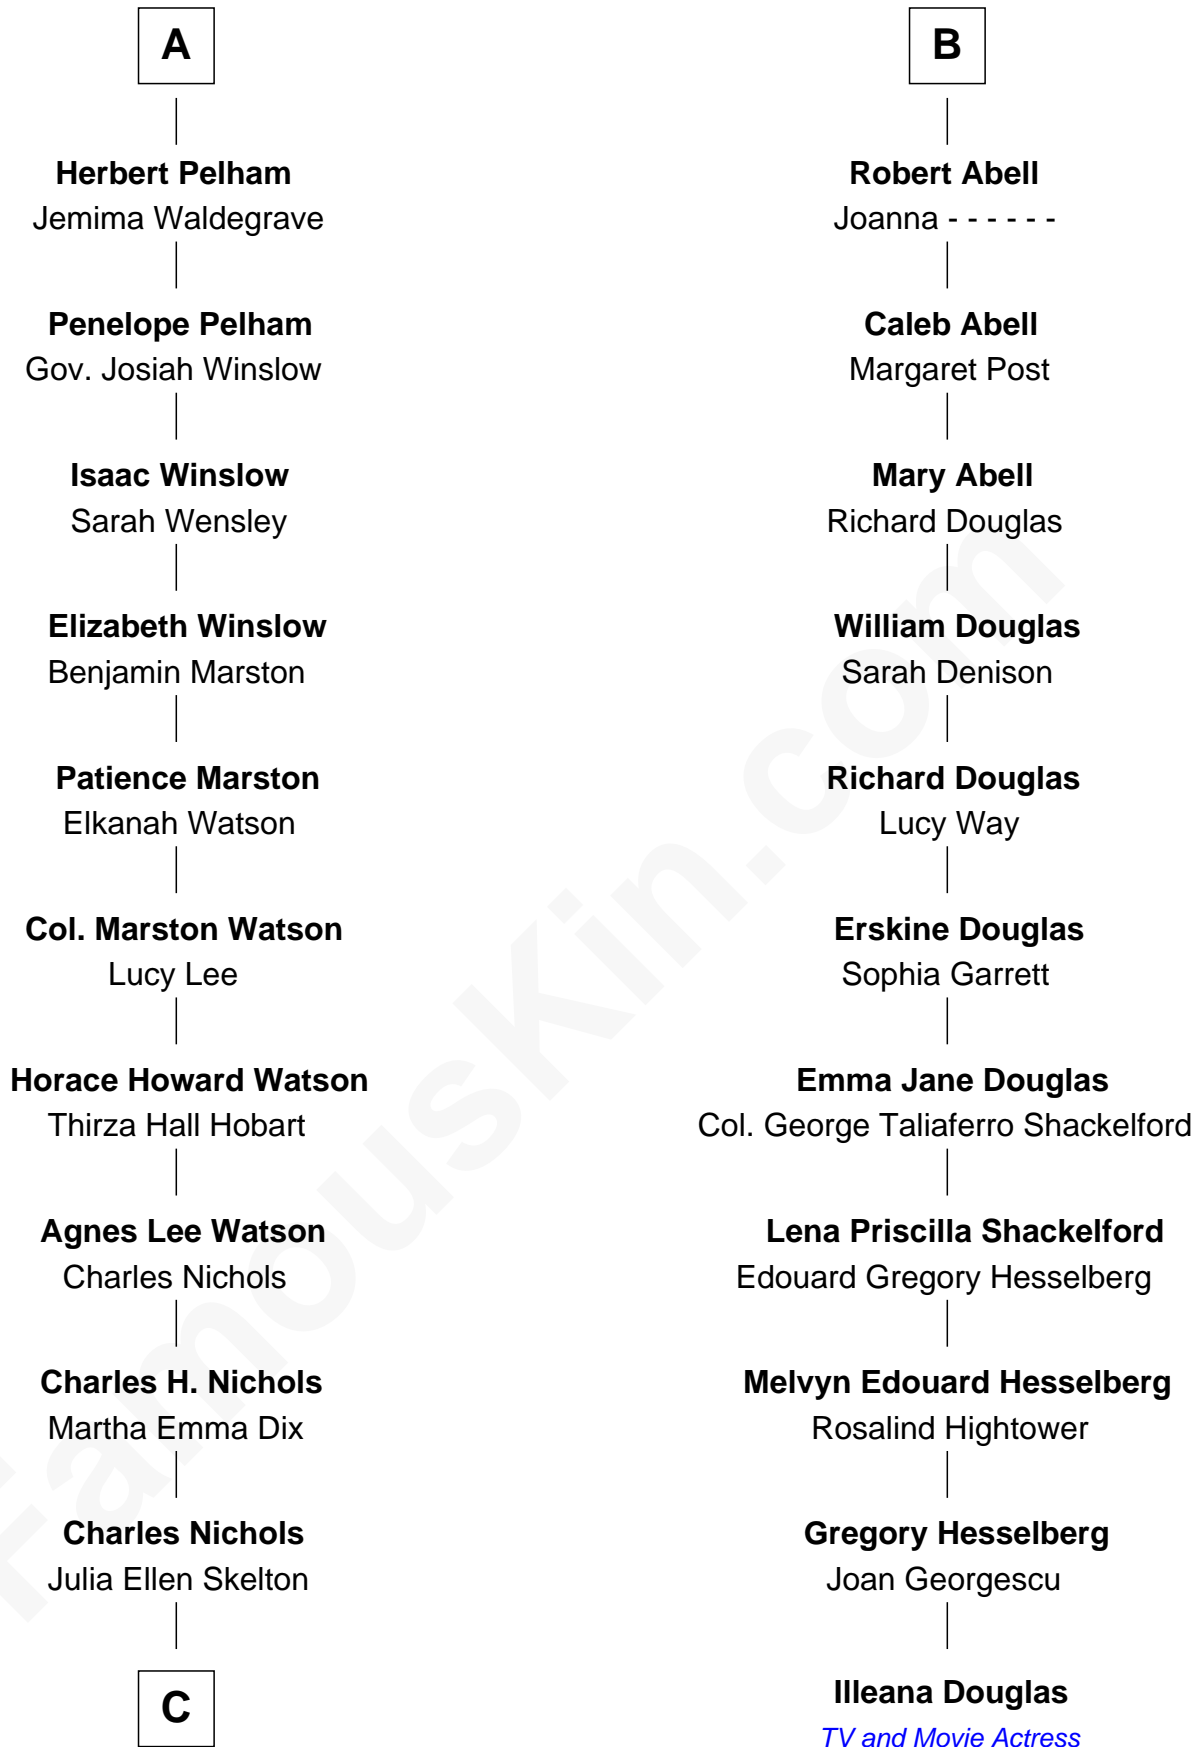 A
Herbert Pelham
Jemima Waldegrave
Penelope Pelham
Gov. Josiah Winslow
Isaac Winslow
Sarah Wensley
Elizabeth Winslow
Benjamin Marston
Patience Marston
Elkanah Watson
Col. Marston Watson
Lucy Lee
Horace Howard Watson
Thirza Hall Hobart
Agnes Lee Watson
Charles Nichols
Charles H. Nichols
Martha Emma Dix
Charles Nichols
Julia Ellen Skelton
C
B
Robert Abell
Joanna - - - - - -
Caleb Abell
Margaret Post
Mary Abell
Richard Douglas
William Douglas
Sarah Denison
Richard Douglas
Lucy Way
Erskine Douglas
Sophia Garrett
Emma Jane Douglas
Col. George Taliaferro Shackelford
Lena Priscilla Shackelford
Edouard Gregory Hesselberg
Melvyn Edouard Hesselberg
Rosalind Hightower
Gregory Hesselberg
Joan Georgescu
Illeana Douglas
TV and Movie Actress
FamousKin.com